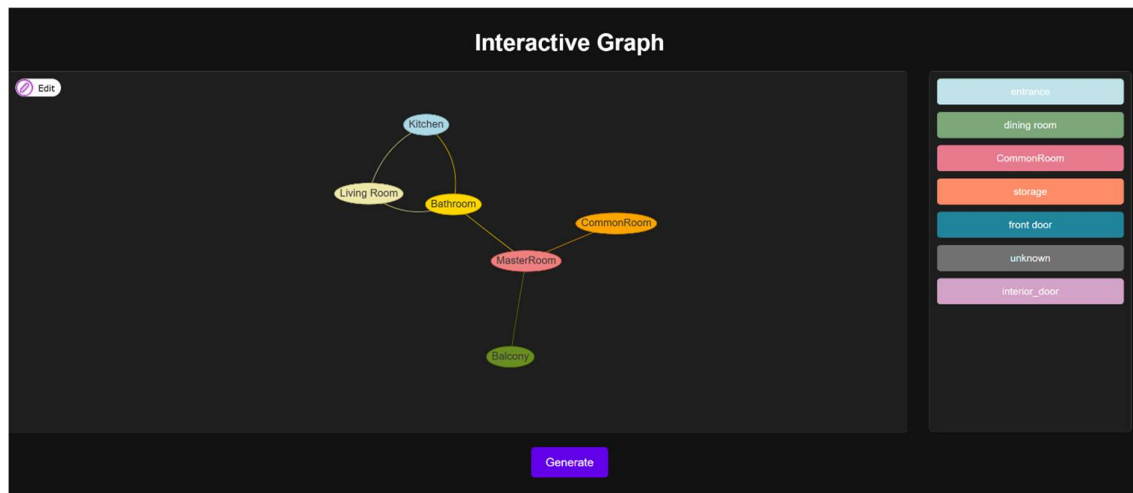 Interactive Graph
Edit
Kitchen
Living Room
Bathroom
CommonRoom
MasterRoom
Balcony
entrance
dining room
CommonRoom
storage
front door
unknown
interior_door
Generate